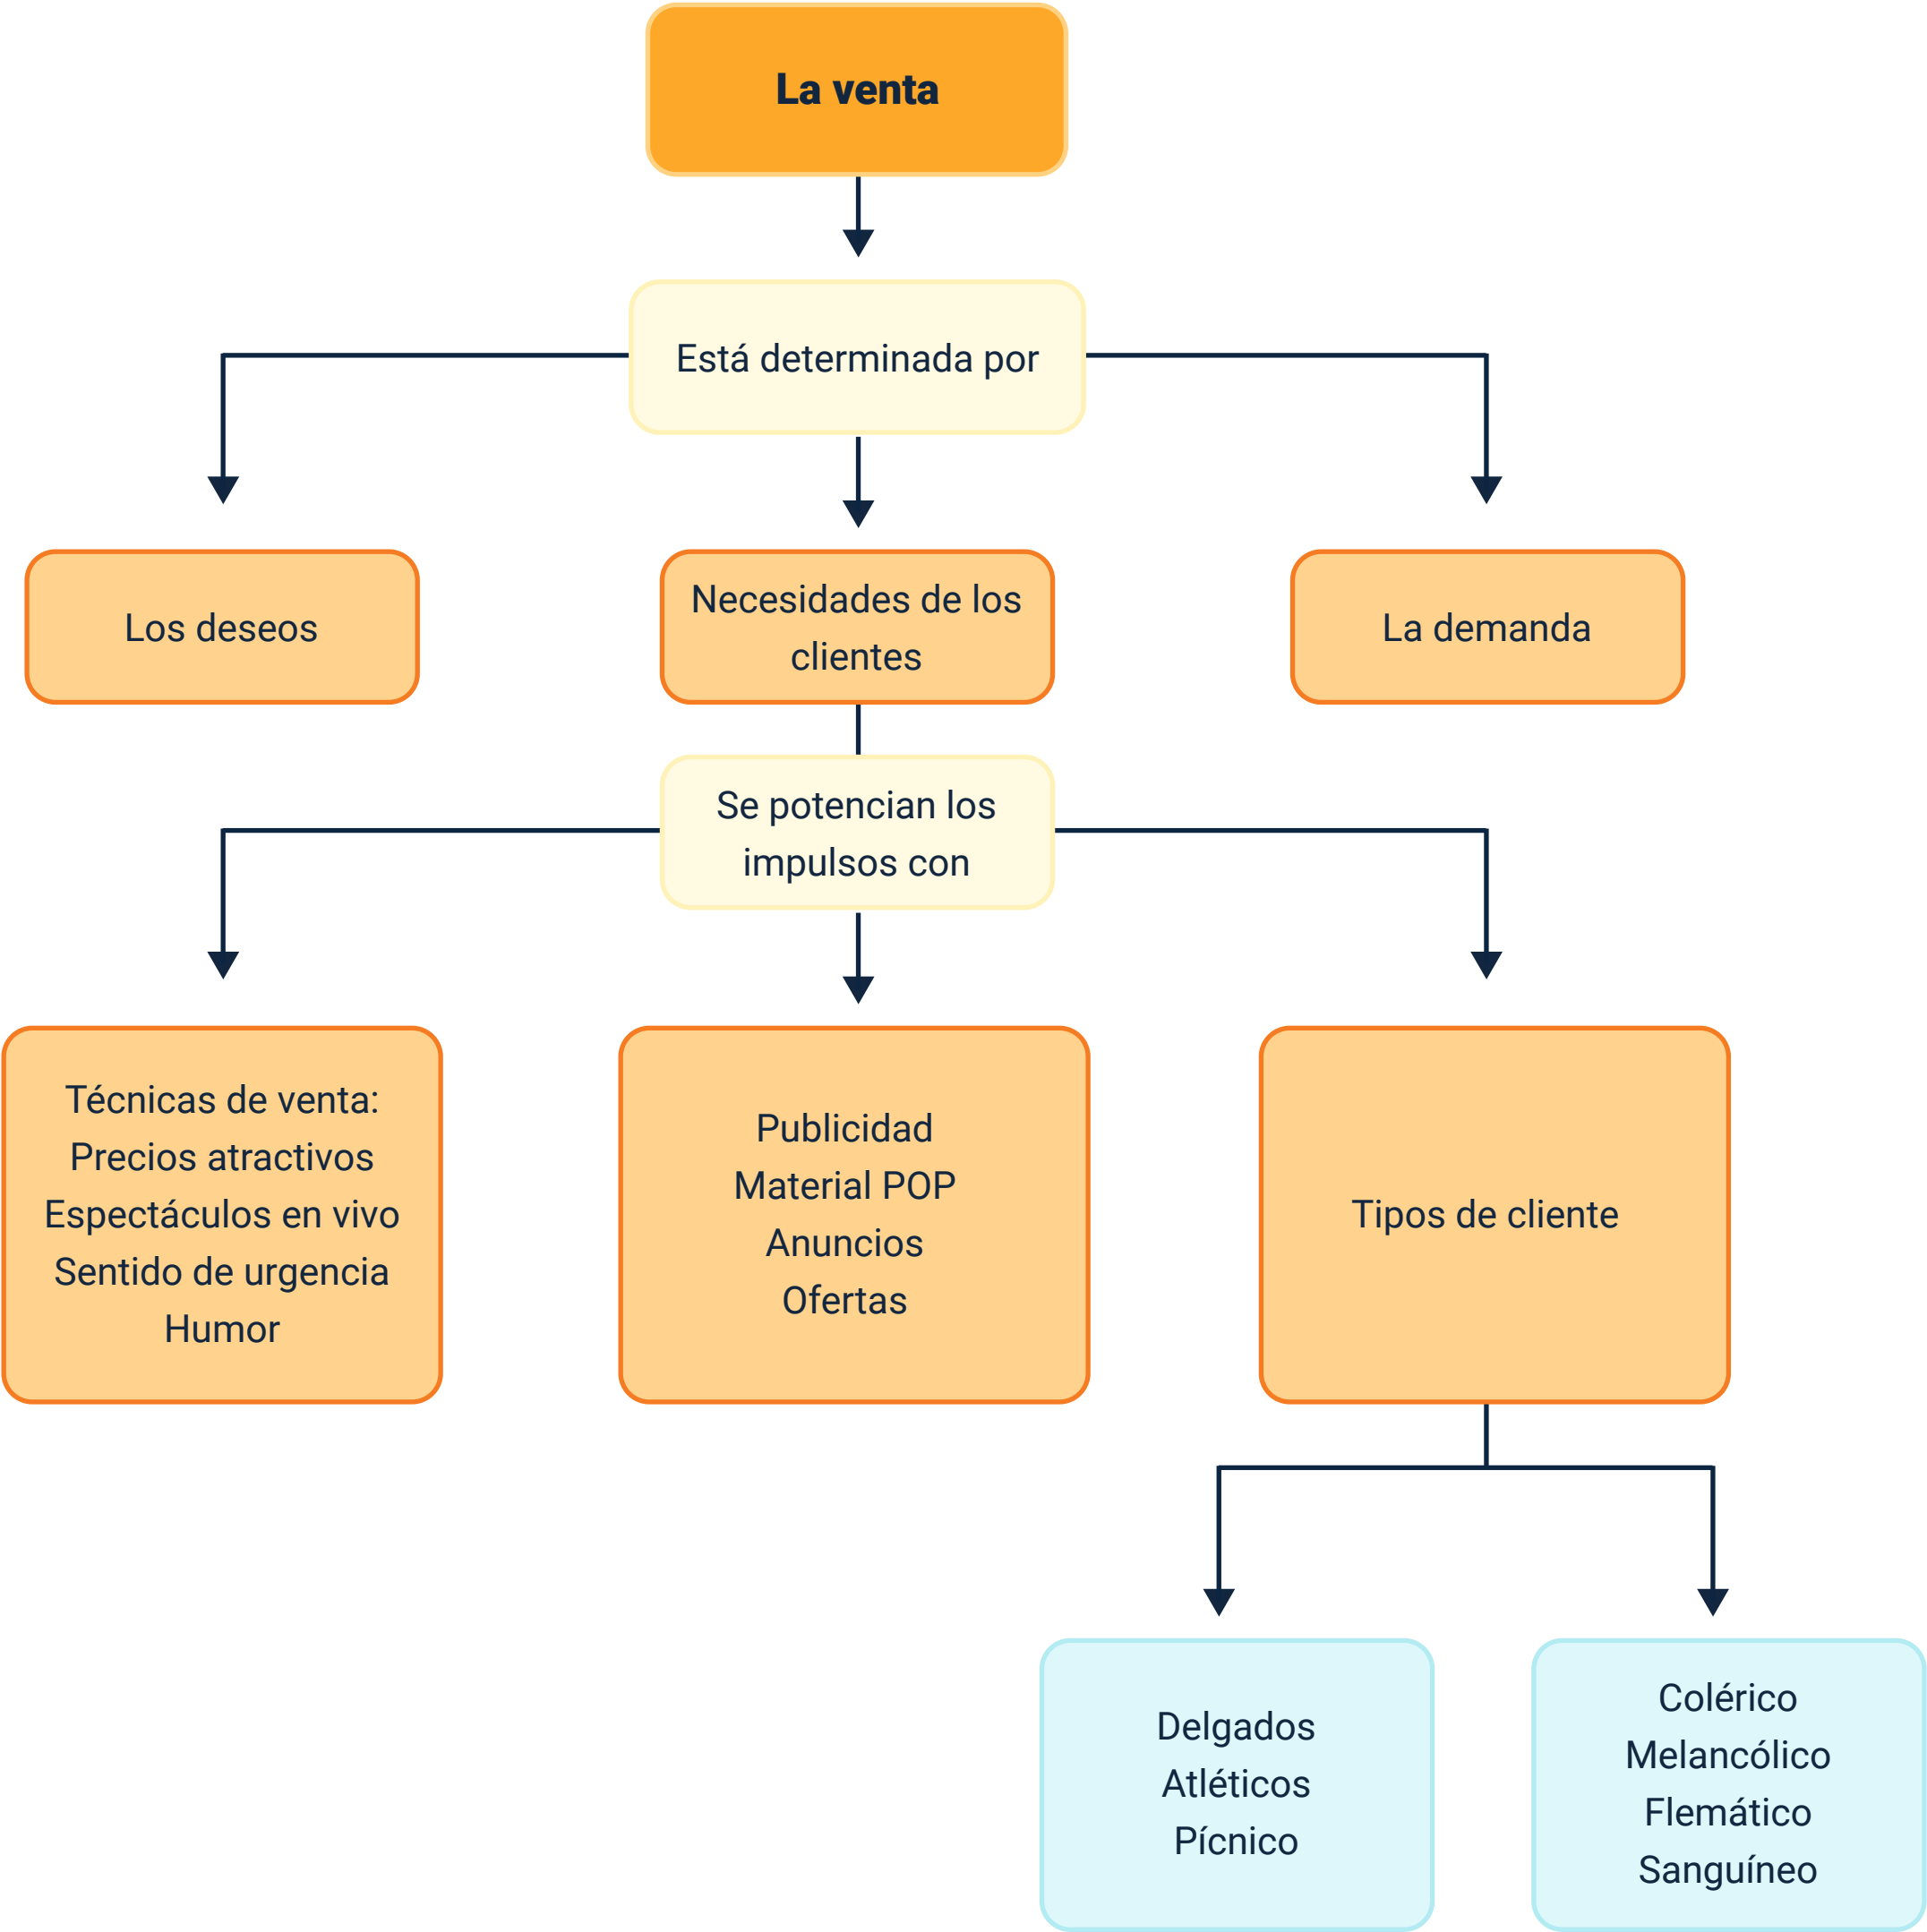 La venta
Está determinada por
Los deseos
Necesidades de los
clientes
La demanda
Se potencian los
impulsos con
Técnicas de venta:
Precios atractivos
Espectáculos en vivo
Sentido de urgencia
Humor
Publicidad
Material POP
Anuncios
Ofertas
Tipos de cliente
Delgados
Atléticos
Pícnico
Colérico
Melancólico
Flemático
Sanguíneo